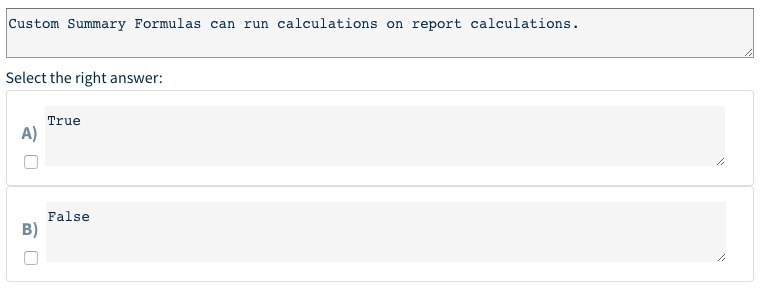 Custom Summary Formulas can run calculations on report calculations.
Select the right answer:
A)
True
B)
False